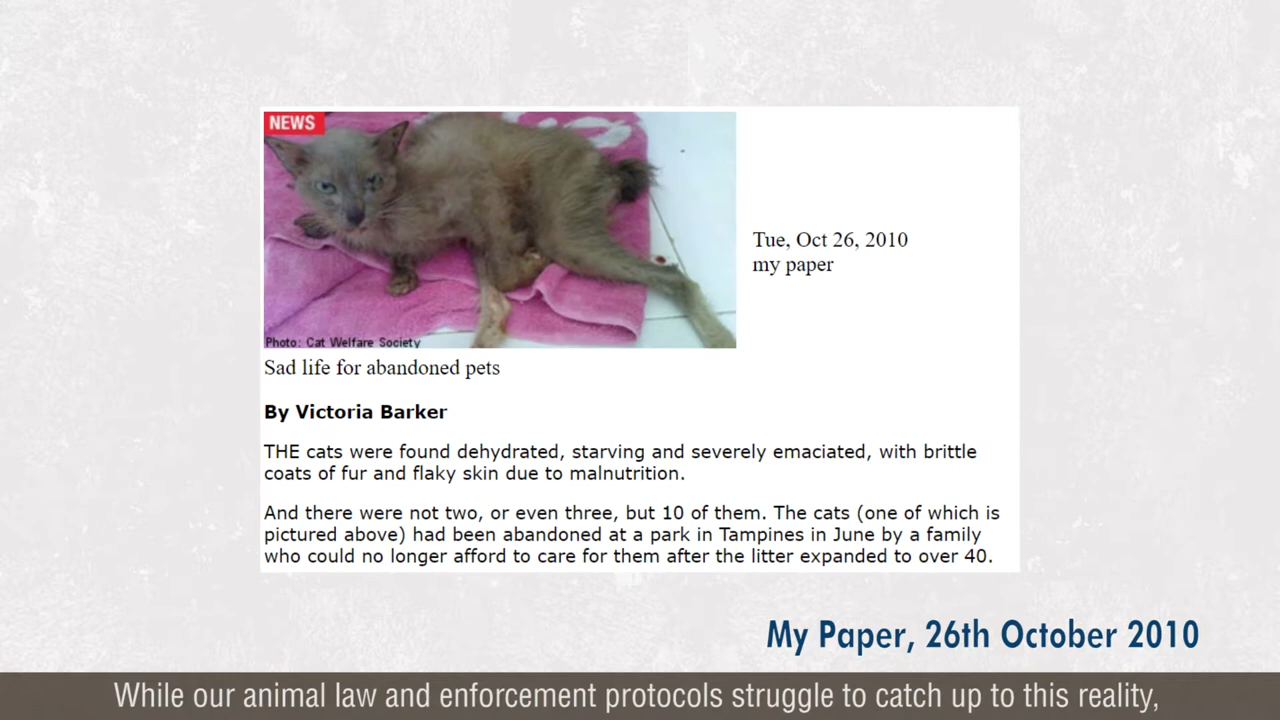 NEWS
Tue, Oct 26, 2010
my paper
Photo: Cat Welfare Society
Sad life for abandoned pets
By Victoria Barker
THE cats were found dehydrated, starving and severely emaciated, with brittle
coats of fur and flaky skin due to malnutrition.
And there were not two, or even three, but 10 of them. The cats (one of which is
pictured above) had been abandoned at a park in Tampines in June by a family
who could no longer afford to care for them after the litter expanded to over 40.
My Paper, 26th October 2010
While our animal law and enforcement protocols struggle to catch up to this reality,